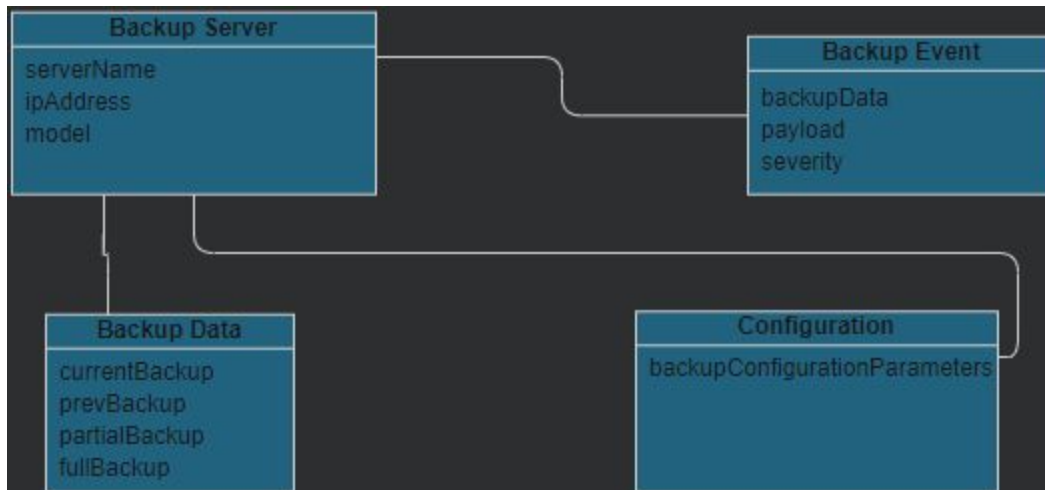 Backup Server
serverName
ipAddress
model
Backup Event
backupData
payload
severity
Backup Data
currentBackup
prevBackup
partialBackup
fullBackup
Configuration
backupConfigurationParameters